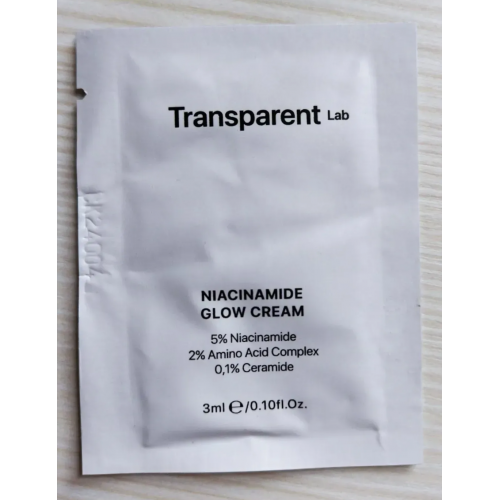 Transparent Lab
NIACINAMIDE
GLOW CREAM
5% Niacinamide
2% Amino Acid Complex
0,1% Ceramide
3ml ℮/0.10fl.Oz.